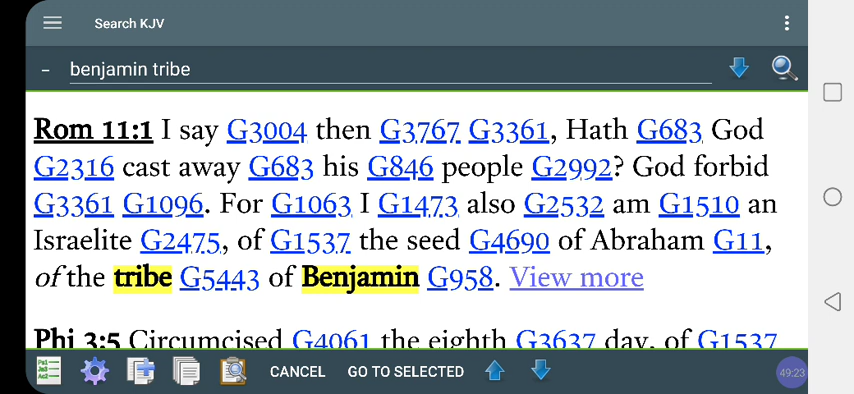 Search KJV
- benjamin tribe
Rom 11:1 I say G3004 then G3767 G3361, Hath G683 God
G2316 cast away G683 his G846 people G2992? God forbid
G3361 G1096. For G1063 I G1473 also G2532 am G1510 an
Israelite G2475, of G1537 the seed G4690 of Abraham G11,
of the tribe G5443 of Benjamin G958. View more
Phi 3:5 Circumcised G4061 the eighth G3637 day, of G1537
CANCEL GO TO SELECTED
49:23